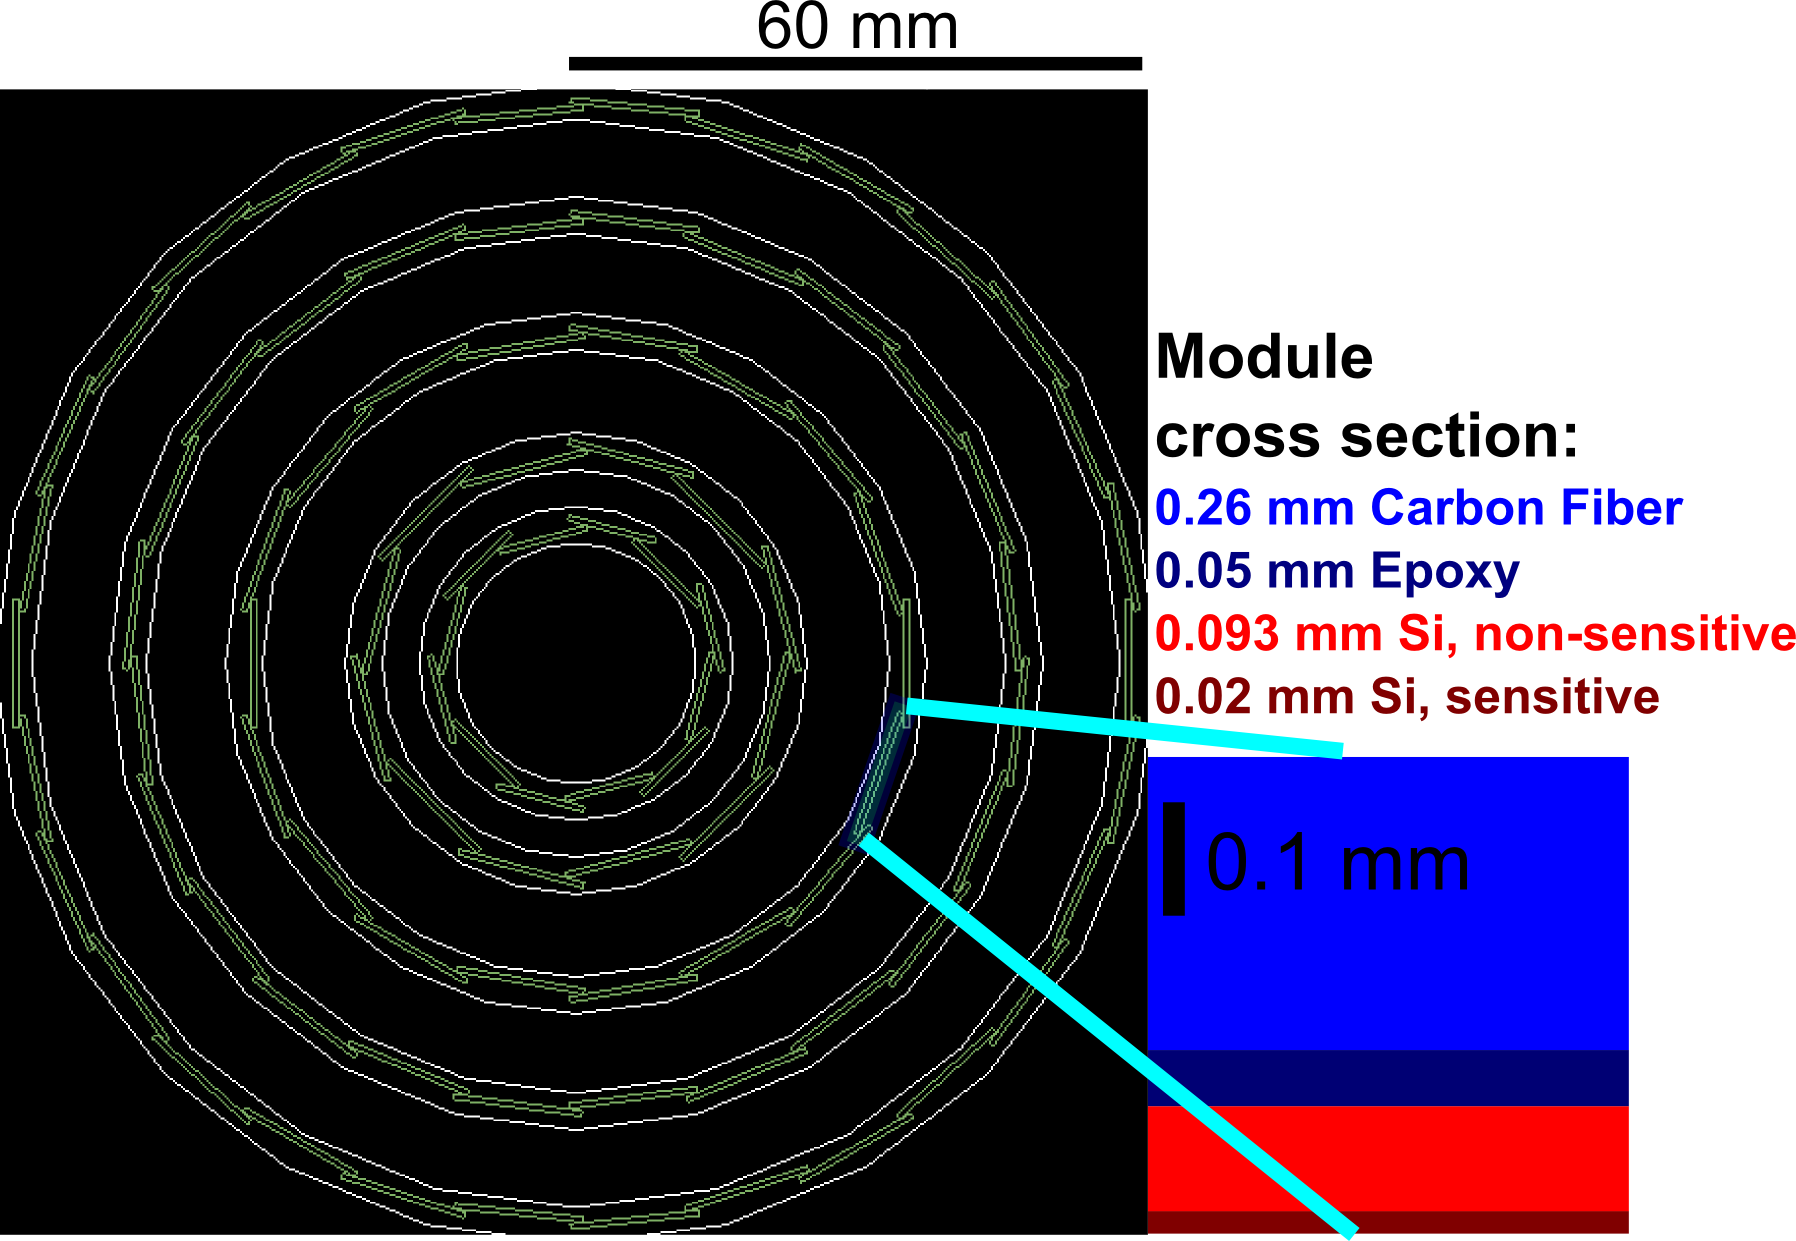 60 mm
Module
cross section:
0.26 mm Carbon Fiber
0.05 mm Epoxy
0.093 mm Si, non-sensitive
0.02 mm Si, sensitive
0.1 mm